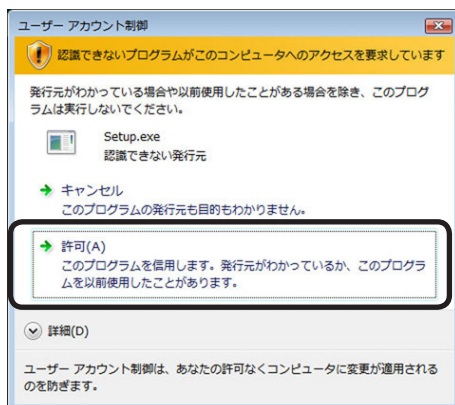 ユーザー アカウント制御
認識できないプログラムがこのコンピュータへのアクセスを要求しています
発行元がわかっている場合や以前使用したことがある場合を除き、このプログ
ラムは実行しないでください。
Setup.exe
認識できない発行元
キャンセル
このプログラムの発行元も目的もわかりません。
許可(A)
このプログラムを信用します。発行元がわかっているか、このプログラ
ムを以前使用したことがあります。
詳細(D)
ユーザー アカウント制御は、あなたの許可なくコンピュータに変更が適用される
のを防ぎます。